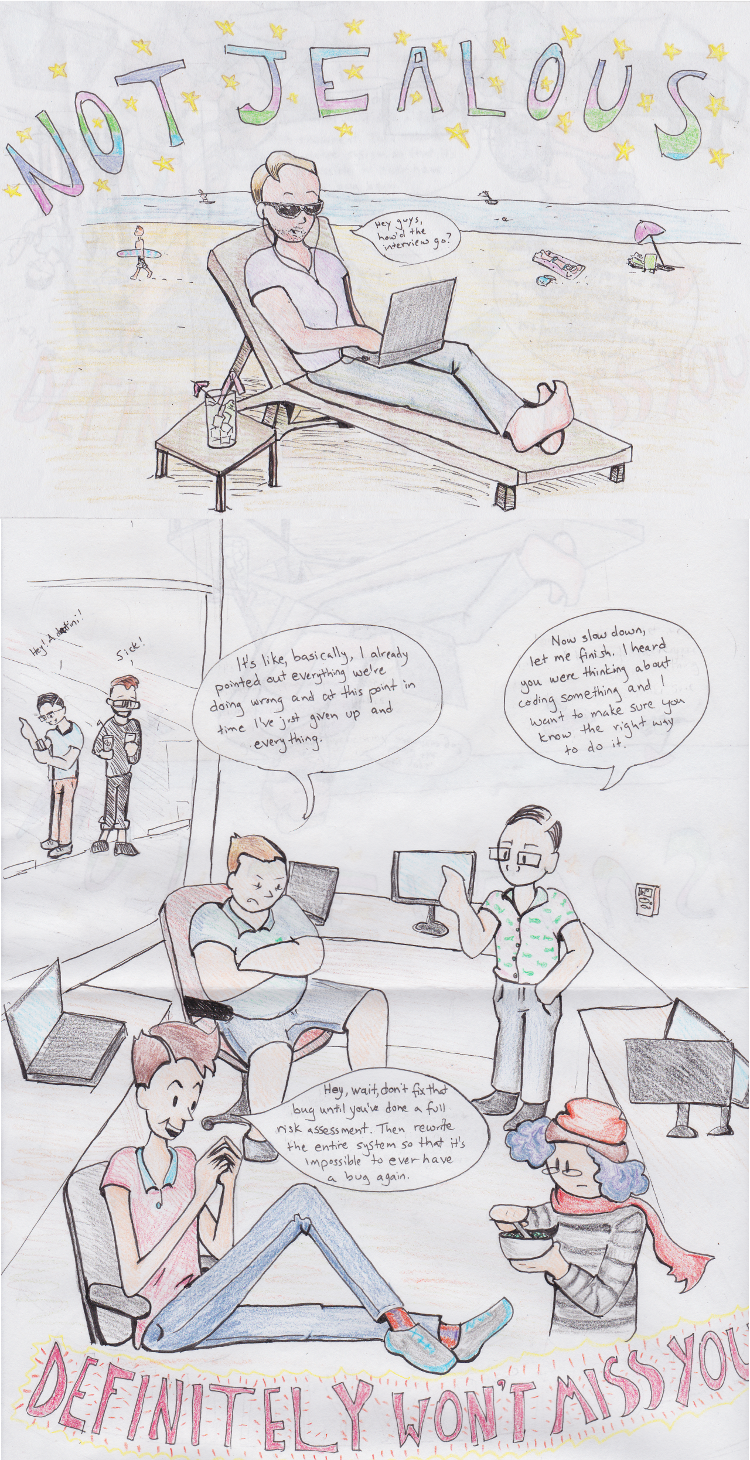 NOT JEALOUS
Hey guys,
how'd the
interview go?
Hey! A
Sick!
It's like, basically, I already
pointed out everything we're
doing wrong and at this point in
time I've just given up and
everything.
Now slow down,
let me finish. I heard
you were thinking about
coding something and I
want to make sure you
know the right way
to do it.
Hey, wait, don't fix that
bug until you've done a full
risk assessment. Then rewrite
the entire system so that it's
impossible to ever have
a bug again.
DEFINITELY WON'T MISS YOU